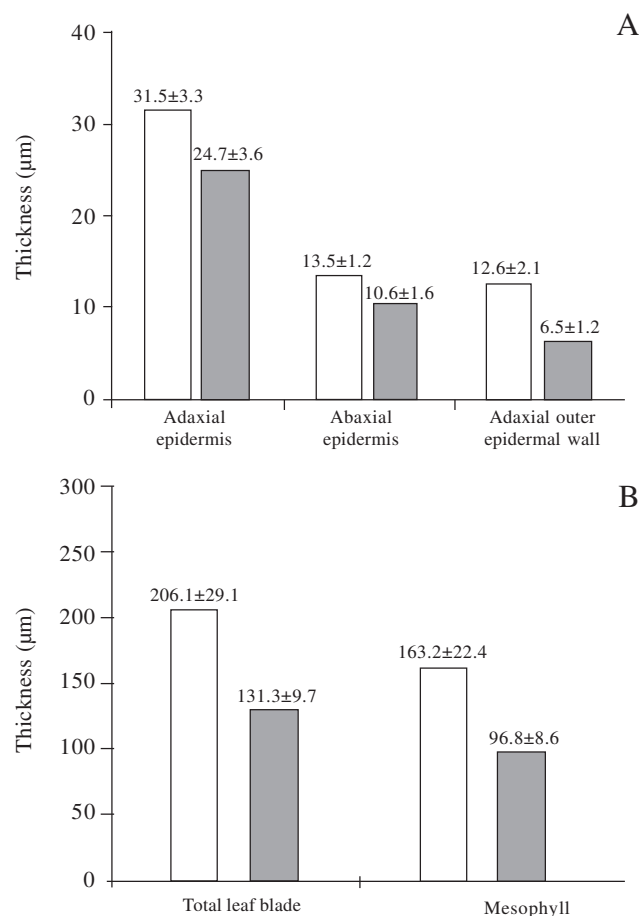 A
40
30
20
10
0
Thickness (µm)
31.5±3.3
24.7±3.6
13.5±1.2
10.6±1.6
12.6±2.1
6.5±1.2
Adaxial
epidermis
Abaxial
epidermis
Adaxial outer
epidermal wall
B
300
250
200
150
100
50
0
Thickness (µm)
206.1±29.1
131.3±9.7
163.2±22.4
96.8±8.6
Total leaf blade
Mesophyll